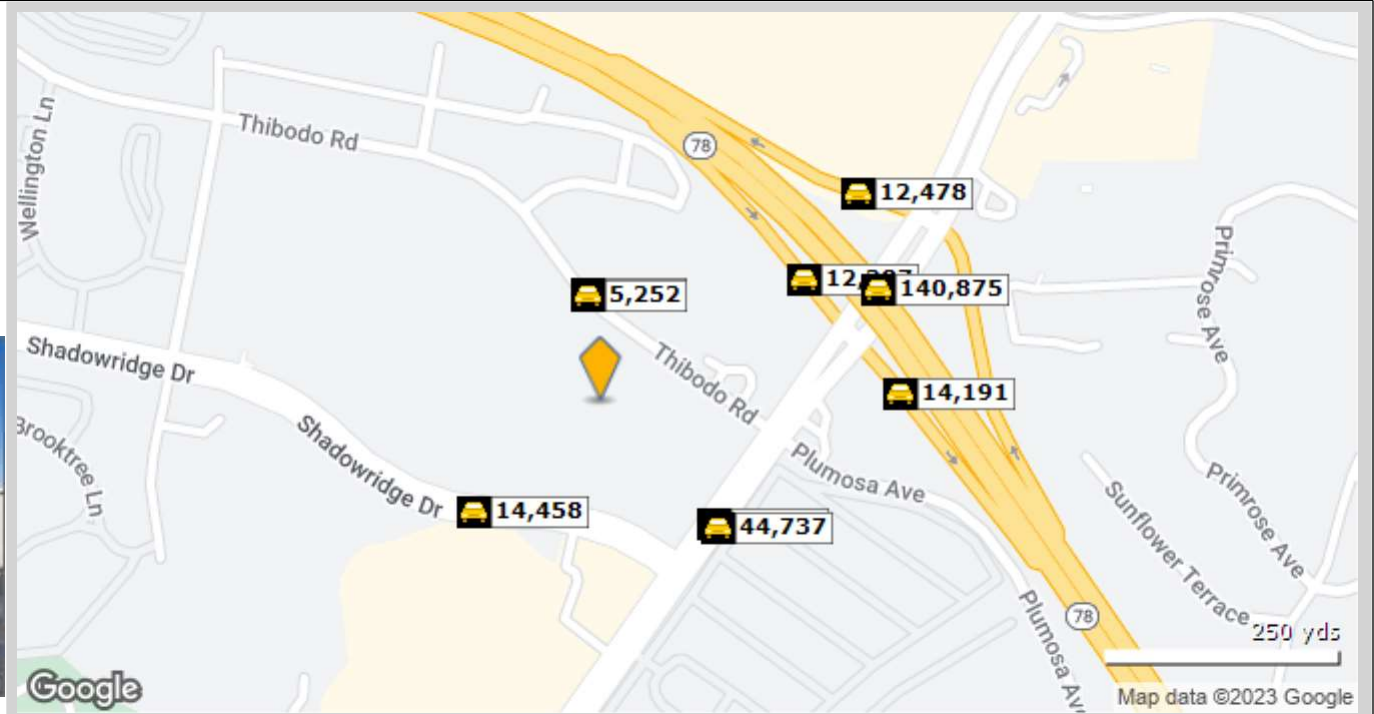 78
Thibodo Rd
Wellington Ln
12,478
Primrose Ave
5,252
140,875
Shadowridge Dr
Thibodo Rd
14,191
Brooktree Ln
Shadowridge Dr
Plumosa Ave
Primrose Ave
Sunflower Terrace
14,458
44,737
Plumosa Ave
78
250 yds
Google
Map data ©2023 Google